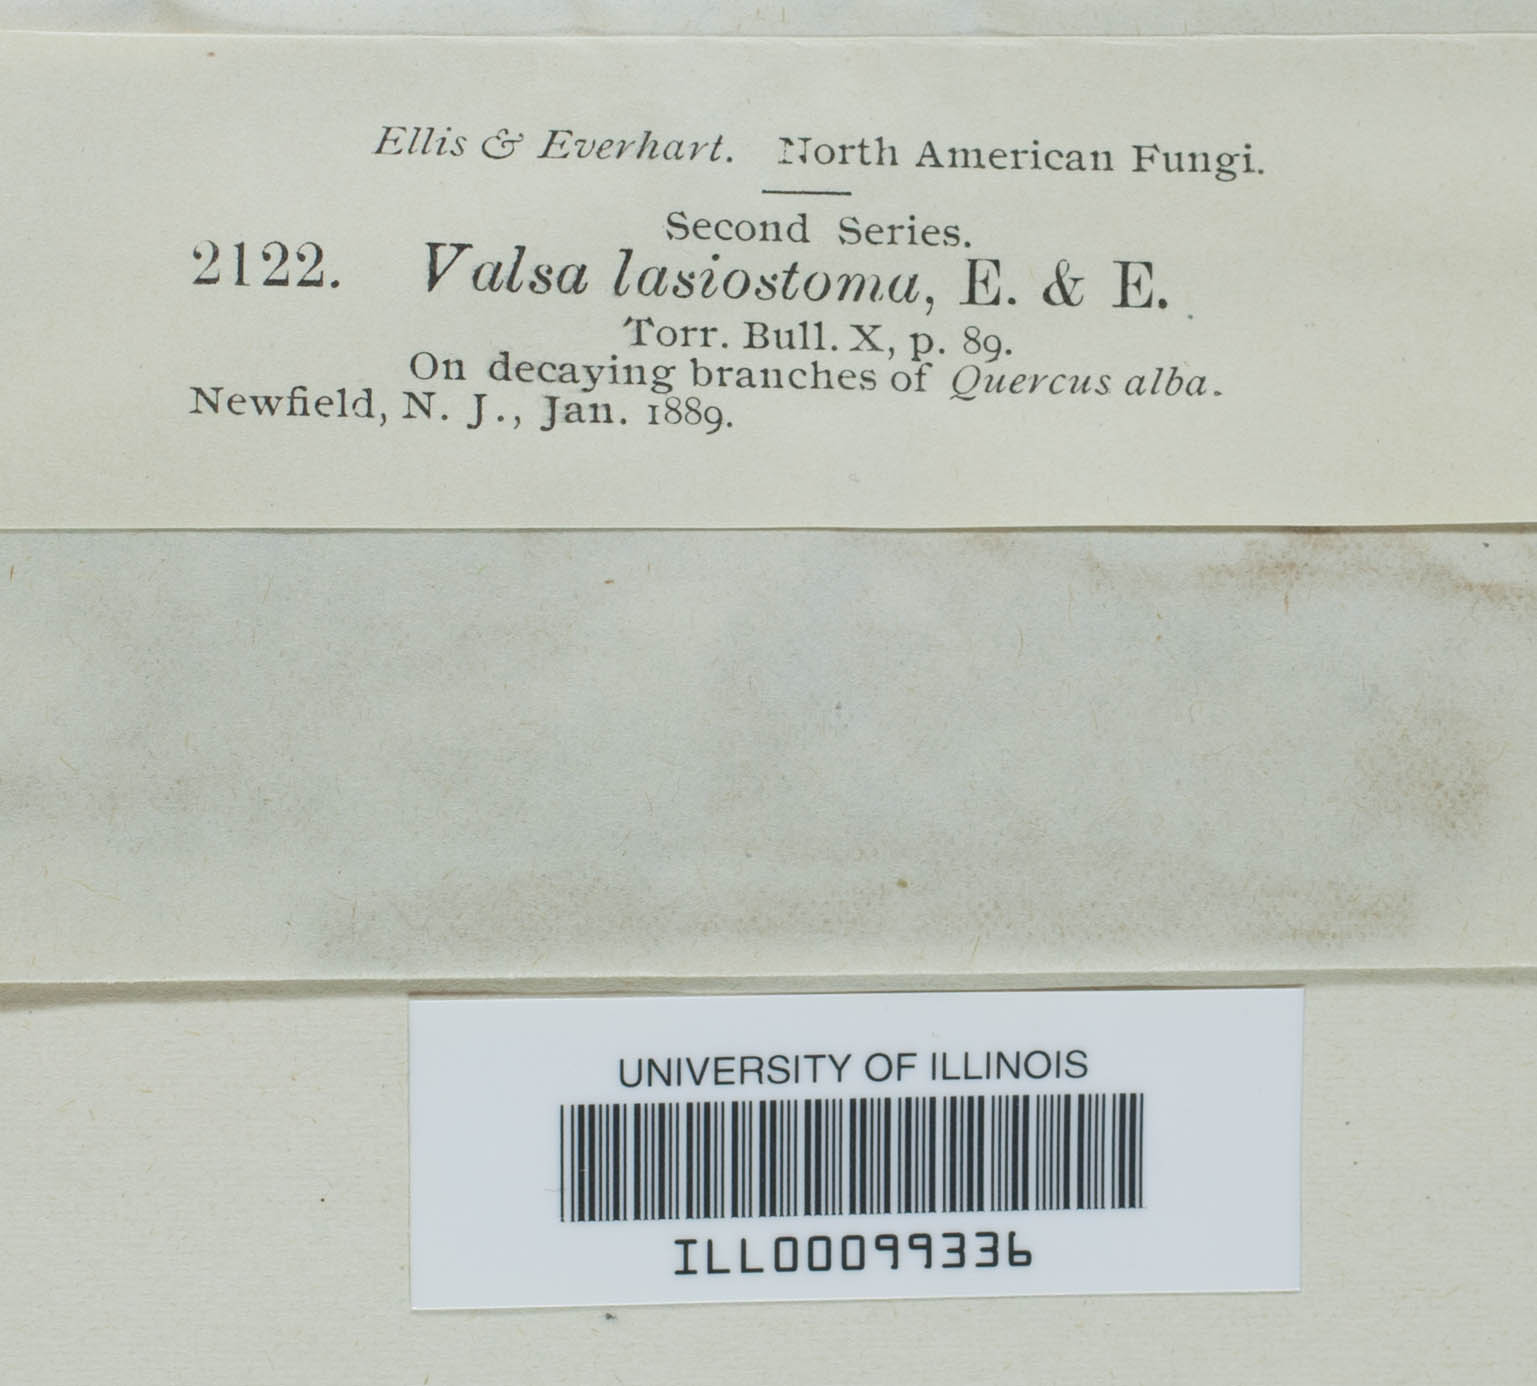 Ellis & Everhart. North American Fungi.
Second Series.
2122. Valsa lasiostoma, E. & E.
Torr. Bull. X, p. 89.
On decaying branches of Quercus alba.
Newfield, N. J., Jan. 1889.
UNIVERSITY OF ILLINOIS
ILL00099336